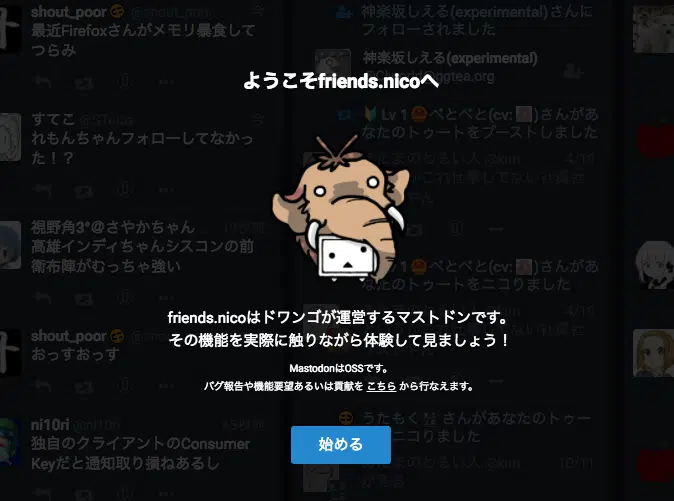 shout_poor
@shout_poor
今
最近Firefoxさんがメモリ暴食して
つらみ
すてこ
今
れもんちゃんフォローしてなかっ
た！？
視野角3°@さやかちゃん
高雄インディちゃんシスコンの前
衛布陣がむっちゃ強い
shout_poor
おっすおっす
ni10ri
@ni10ri
独自のクライアントのConsumer
Keyだと通知取り損ねあるし
神楽坂しえる(experimental)さんに
フォローされました
神楽坂しえる(experimental)
Lv 1 ぺとぺと(cv: )さんがあ
なたのトゥートをブーストしました
4/19
ぺとぺと(cv: )さんがあ
なたのトゥートをニコりました
うたもく さんがあなたのトゥー
ニコりました
10/11
ようこそfriends.nicoへ
friends.nicoはドワンゴが運営するマストドンです。
その機能を実際に触りながら体験して見ましょう！
MastodonはOSSです。
バグ報告や機能要望あるいは貢献を こちら から行なえます。
始める